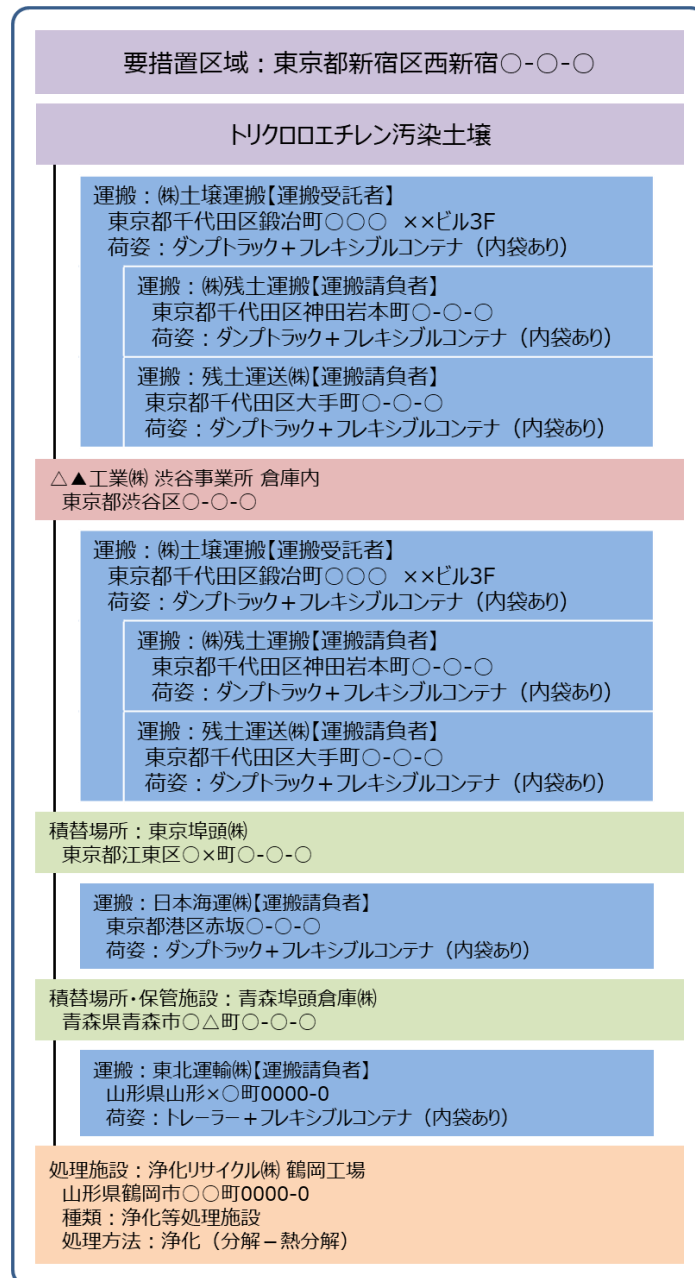 要措置区域：東京都新宿区西新宿○-○-○
トリクロロエチレン汚染土壌
運搬：㈱土壌運搬【運搬受託者】
東京都千代田区鍛冶町○○○ ××ビル3F
荷姿：ダンプトラック＋フレキシブルコンテナ（内袋あり）
運搬：㈱残土運搬【運搬請負者】
東京都千代田区神田岩本町○-○-○
荷姿：ダンプトラック＋フレキシブルコンテナ（内袋あり）
運搬：残土運送㈱【運搬請負者】
東京都千代田区大手町○-○-○
荷姿：ダンプトラック＋フレキシブルコンテナ（内袋あり）
△▲工業㈱ 渋谷事業所 倉庫内
東京都渋谷区○-○-○
運搬：㈱土壌運搬【運搬受託者】
東京都千代田区鍛冶町○○○ ××ビル3F
荷姿：ダンプトラック＋フレキシブルコンテナ（内袋あり）
運搬：㈱残土運搬【運搬請負者】
東京都千代田区神田岩本町○-○-○
荷姿：ダンプトラック＋フレキシブルコンテナ（内袋あり）
運搬：残土運送㈱【運搬請負者】
東京都千代田区大手町○-○-○
荷姿：ダンプトラック＋フレキシブルコンテナ（内袋あり）
積替場所：東京埠頭㈱
東京都江東区○×町○-○-○
運搬：日本海運㈱【運搬請負者】
東京都港区赤坂○-○-○
荷姿：ダンプトラック＋フレキシブルコンテナ（内袋あり）
積替場所・保管施設：青森埠頭倉庫㈱
青森県青森市○△町○-○-○
運搬：東北運輸㈱【運搬請負者】
山形県山形×○町0000-0
荷姿：トレーラー＋フレキシブルコンテナ（内袋あり）
処理施設：浄化リサイクル㈱ 鶴岡工場
山形県鶴岡市○○町0000-0
種類：浄化等処理施設
処理方法：浄化（分解－熱分解）